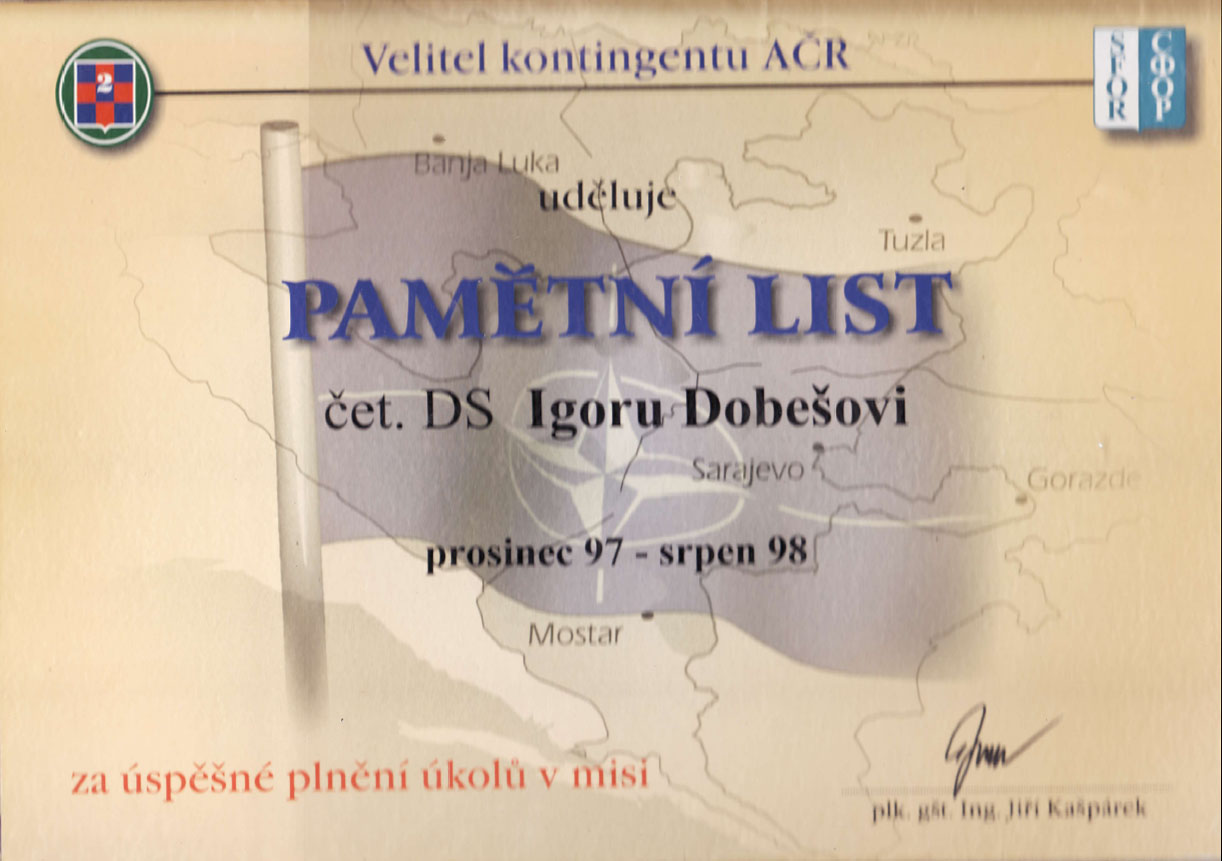 Velitel kontingentu AČR
2
SFOR
СФОР
Banja Luka
uděluje
Tuzla
PAMĚTNÍ LIST
čet. DS Igoru Dobešovi
Sarajevo
Gorazde
prosinec 97 - srpen 98
Mostar
za úspěšné plnění úkolů v misi
plk. gšt. Ing. Jiří Kašpárek